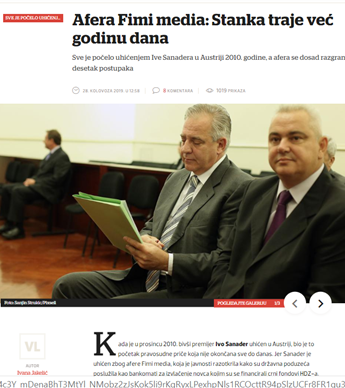 SVE JE POČELO UHIĆENJ...
Afera Fimi media: Stanka traje već
godinu dana
Sve je počelo uhićenjem Ive Sanadera u Austriji 2010. godine, a afera se dosad razgran
desetak postupaka
28. KOLOVOZA 2019. U 12:58
8 KOMENTARA
1019 PRIKAZA
Foto: Sanjin Strukic/Pixsell
POGLEDAJTE GALERIJU 1/3
VL
AUTOR
Ivana Jakelić
Kada je u prosincu 2010. bivši premijer Ivo Sanader uhićen u Austriji, bio je to
početak pravosudne priče koja nije okončana sve do danas. Jer Sanader je
uhićen zbog afere Fimi media, koja je javnosti razotkrila kako su državna poduzeća
poslužila kao bankomati za izvlačenje novca kojim su se financirali crni fondovi HDZ-a.